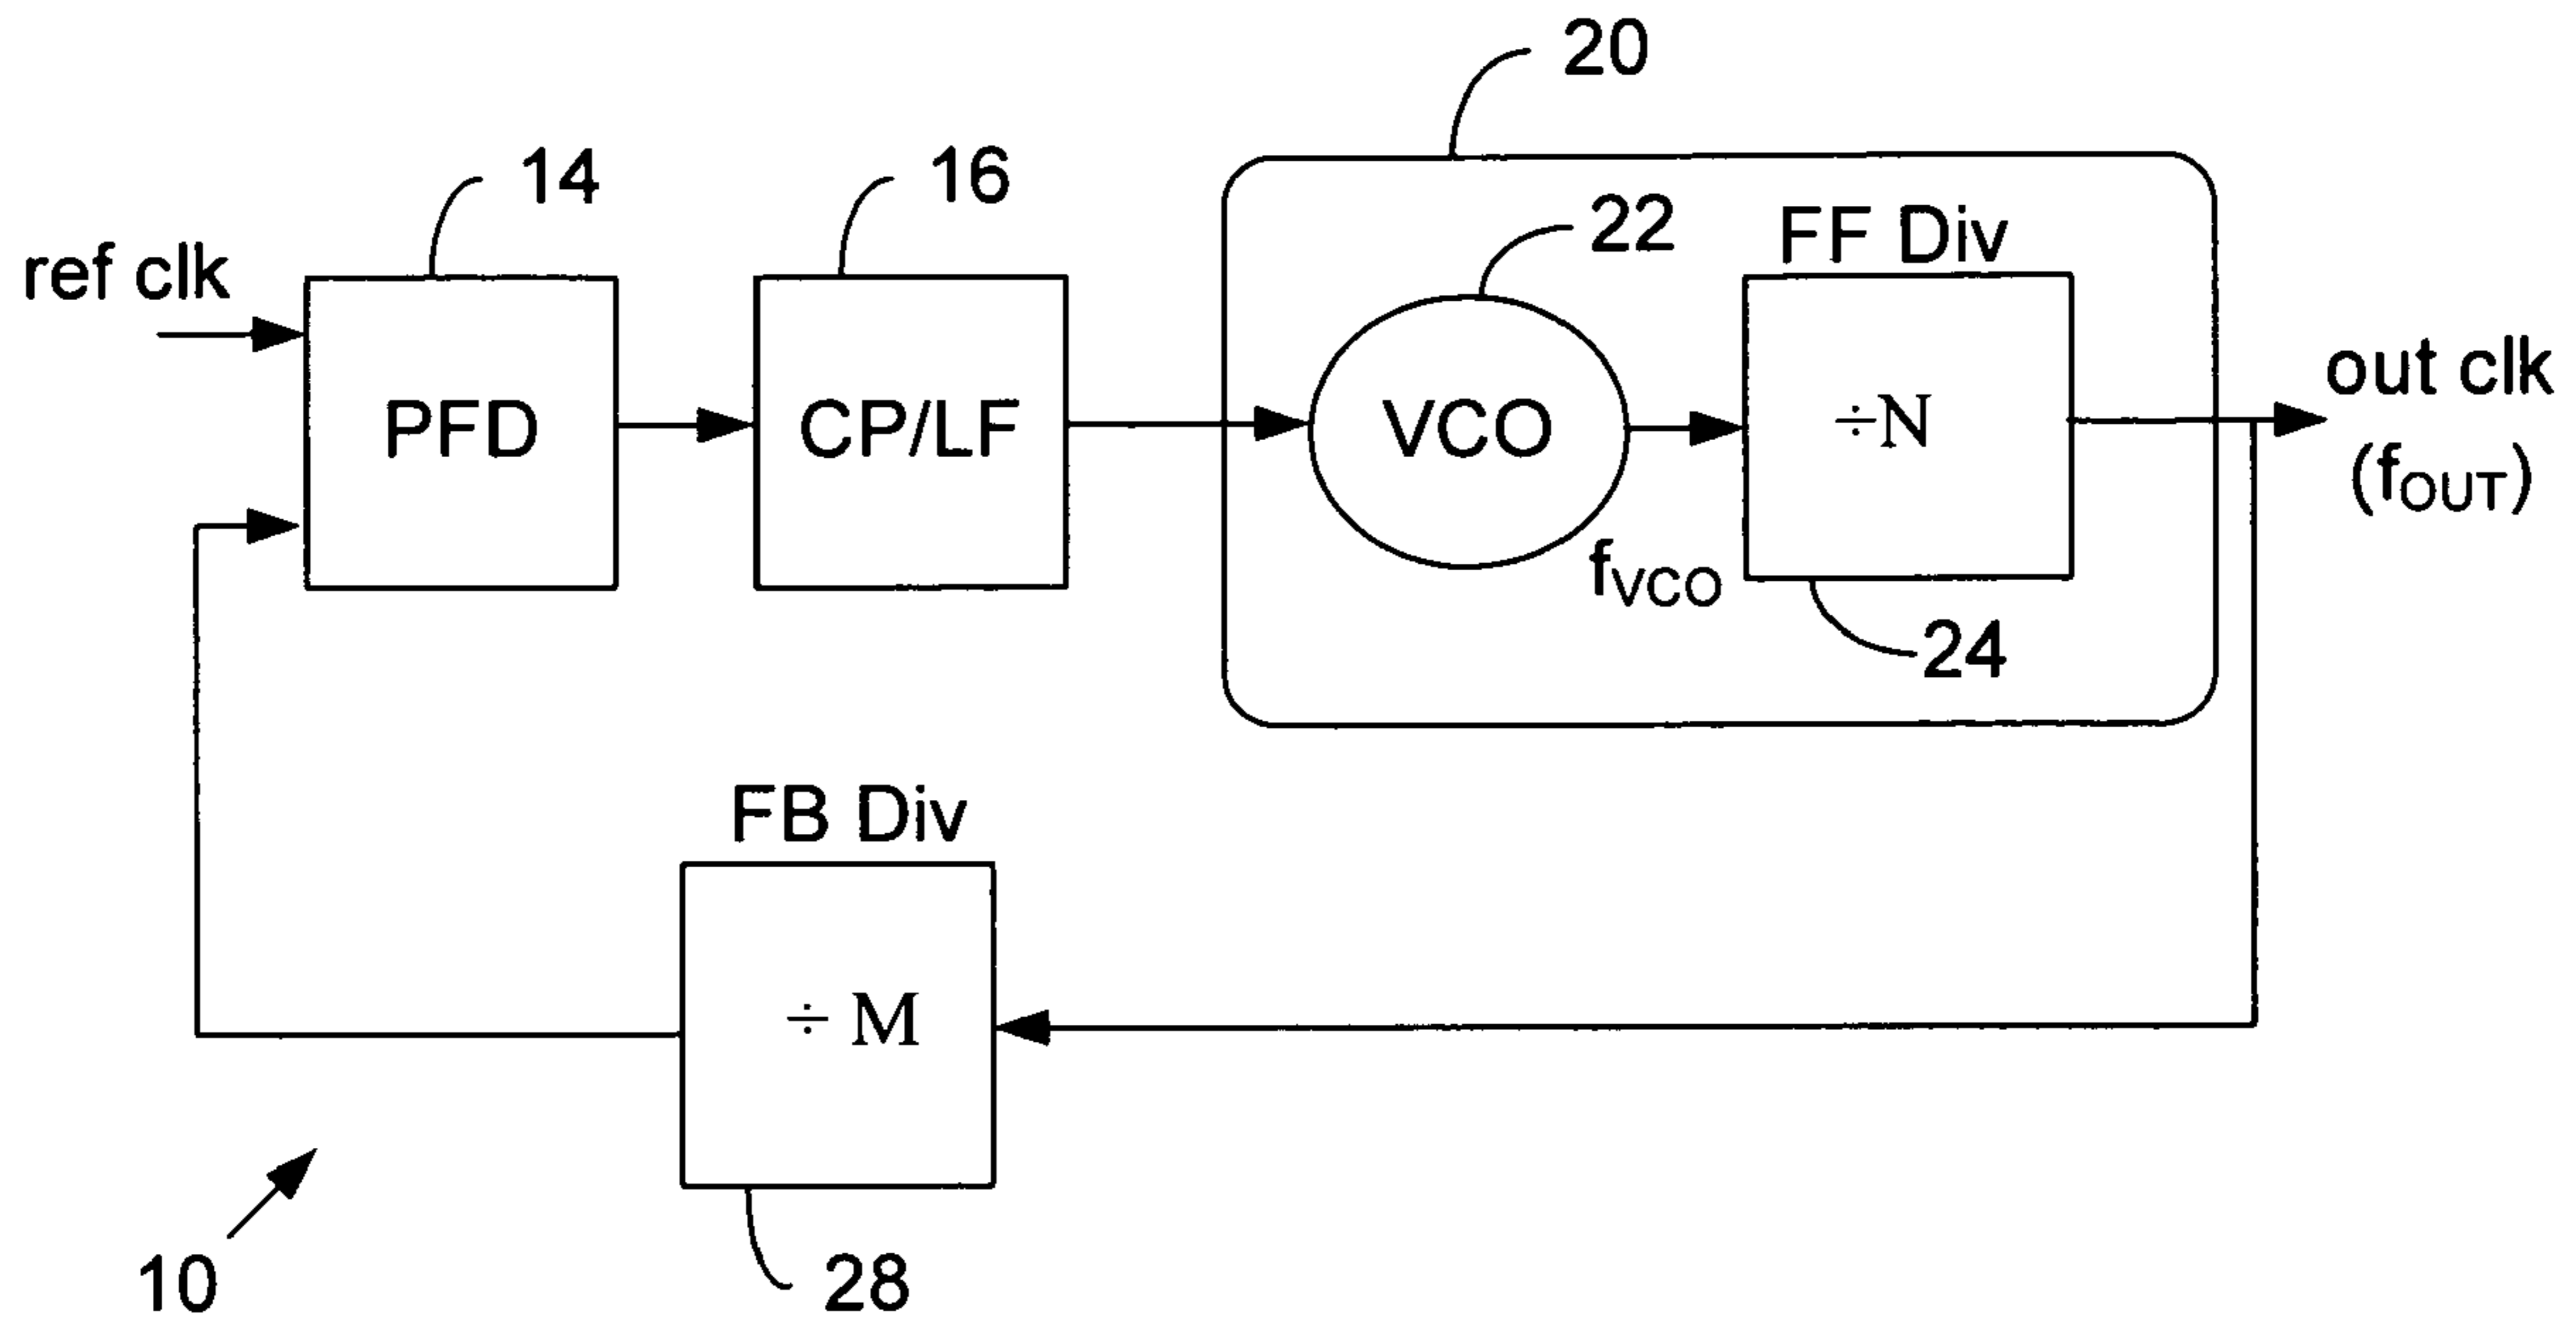 20
14
16
22
FF Div
ref clk
PFD
CP/LF
VCO
÷N
out clk
(fOUT)
fVCO
24
FB Div
÷ M
10
28